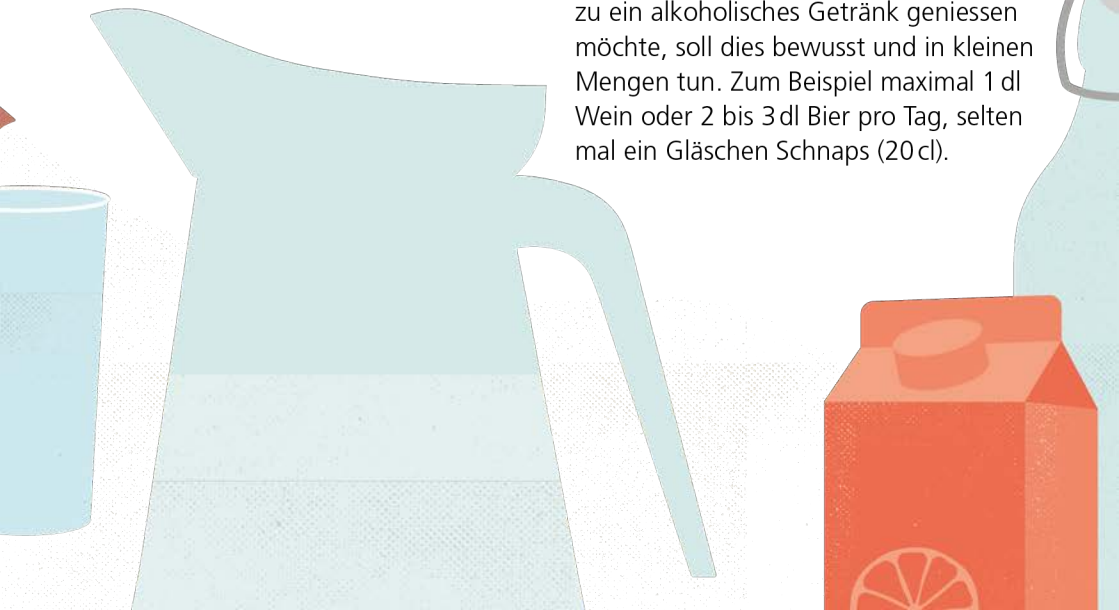 zu ein alkoholisches Getränk geniessen
möchte, soll dies bewusst und in kleinen
Mengen tun. Zum Beispiel maximal 1 dl
Wein oder 2 bis 3 dl Bier pro Tag, selten
mal ein Gläschen Schnaps (20 cl).